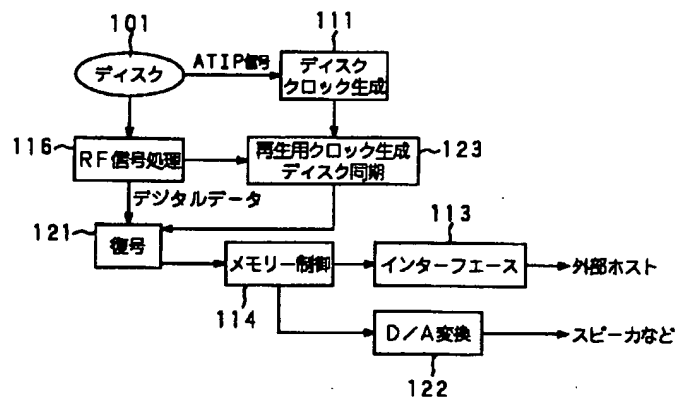 101
111
ディスク
ATIP信号
ディスク
クロック生成
116
RF信号処理
再生用クロック生成
ディスク同期
123
デジタルデータ
121
復号
113
メモリー制御
インターフェース
外部ホスト
114
D/A変換
スピーカなど
122